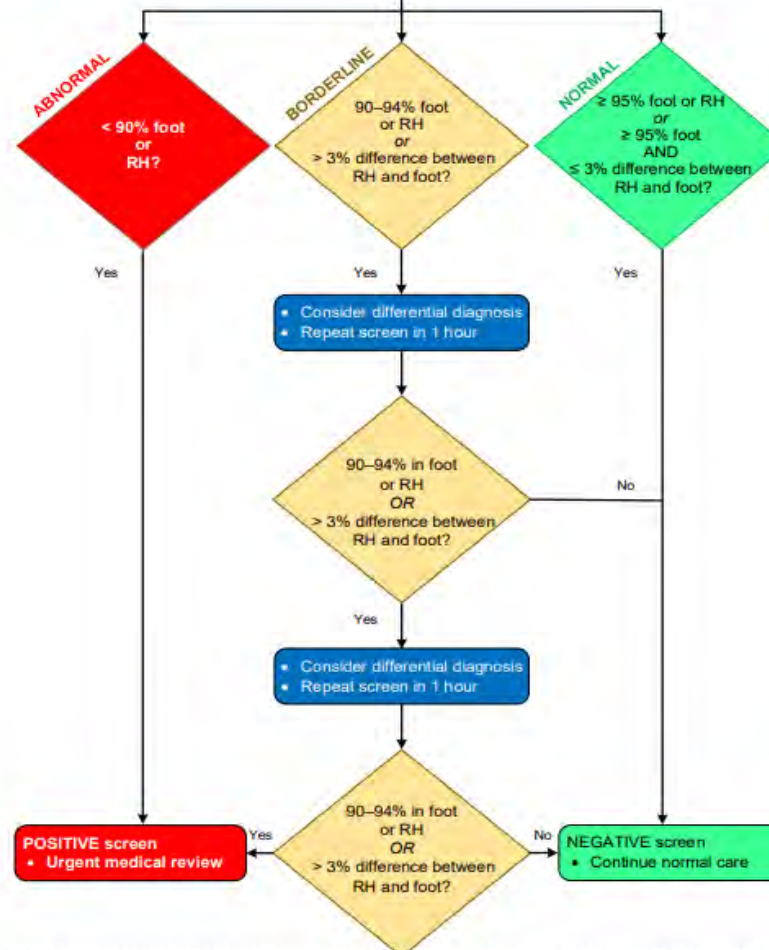 ABNORMAL
< 90% foot
or
RH?
BORDERLINE
90–94% foot
or RH
or
> 3% difference between
RH and foot?
NORMAL
≥ 95% foot or RH
or
≥ 95% foot
AND
≤ 3% difference between
RH and foot?
Yes
Yes
Yes
• Consider differential diagnosis
• Repeat screen in 1 hour
90–94% in foot
or RH
OR
> 3% difference between
RH and foot?
No
Yes
• Consider differential diagnosis
• Repeat screen in 1 hour
90–94% in foot
or RH
OR
> 3% difference between
RH and foot?
Yes
No
POSITIVE screen
• Urgent medical review
NEGATIVE screen
• Continue normal care